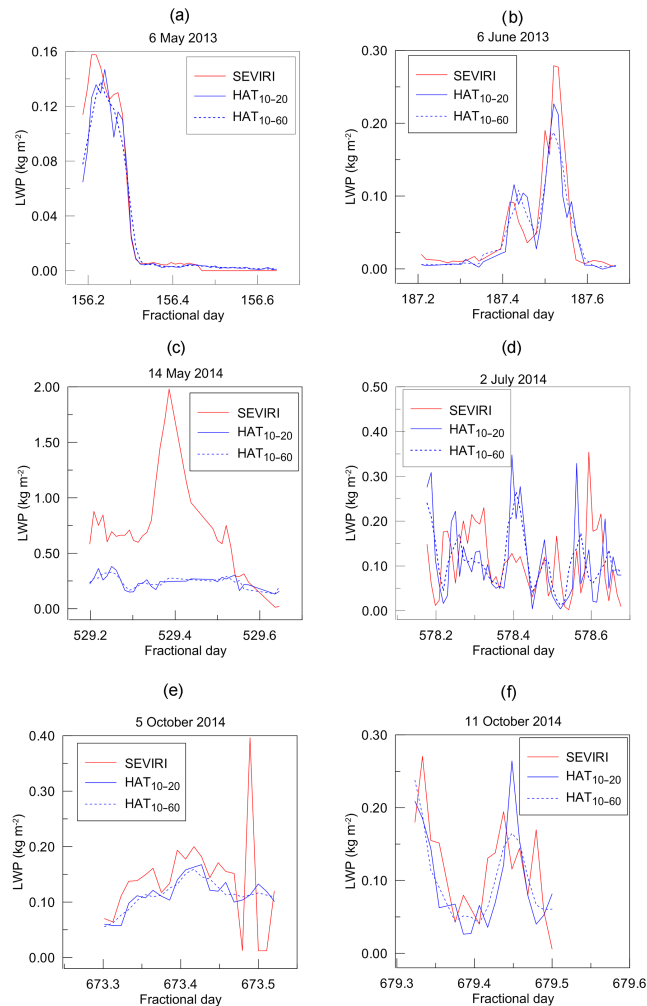 (a)
6 May 2013
0.16
0.12
0.08
0.04
0.00
LWP (kg m-2)
SEVIRI
HAT10-20
HAT10-60
156.2 156.4 156.6
Fractional day
(b)
6 June 2013
0.30
0.20
0.10
0.00
LWP (kg m-2)
SEVIRI
HAT10-20
HAT10-60
187.2 187.4 187.6
Fractional day
(c)
14 May 2014
2.00
1.50
1.00
0.50
0.00
LWP (kg m-2)
SEVIRI
HAT10-20
HAT10-60
529.2 529.4 529.6
Fractional day
(d)
2 July 2014
0.50
0.40
0.30
0.20
0.10
0.00
LWP (kg m-2)
SEVIRI
HAT10-20
HAT10-60
578.2 578.4 578.6
Fractional day
(e)
5 October 2014
0.40
0.30
0.20
0.10
0.00
LWP (kg m-2)
SEVIRI
HAT10-20
HAT10-60
673.3 673.4 673.5
Fractional day
(f)
11 October 2014
0.30
0.20
0.10
0.00
LWP (kg m-2)
SEVIRI
HAT10-20
HAT10-60
679.3 679.4 679.5 679.6
Fractional day